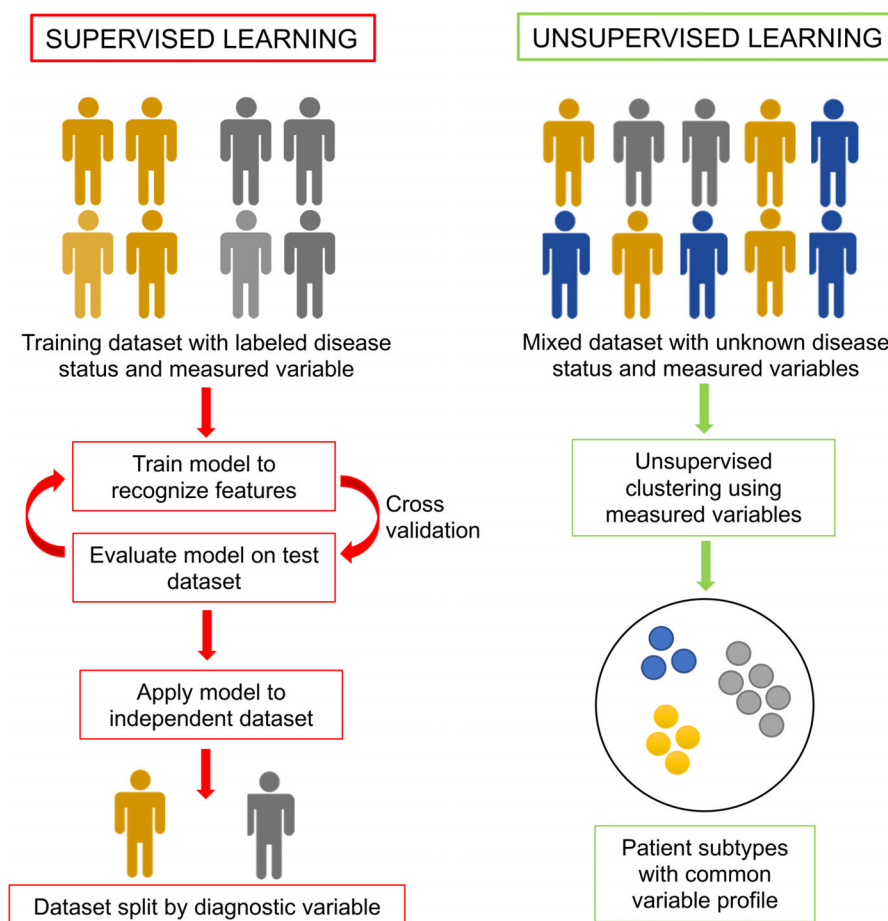 SUPERVISED LEARNING
Training dataset with labeled disease
status and measured variable
Train model to
recognize features
Cross
validation
Evaluate model on test
dataset
Apply model to
independent dataset
Dataset split by diagnostic variable
UNSUPERVISED LEARNING
Mixed dataset with unknown disease
status and measured variables
Unsupervised
clustering using
measured variables
Patient subtypes
with common
variable profile